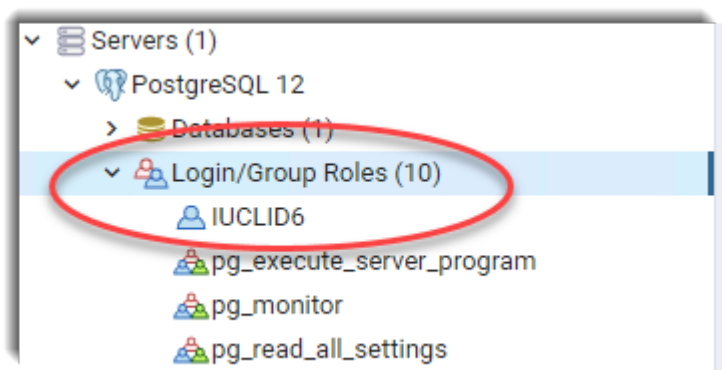 Servers (1)
PostgreSQL 12
Databases (1)
Login/Group Roles (10)
IUCLID6
pg_execute_server_program
pg_monitor
pg_read_all_settings